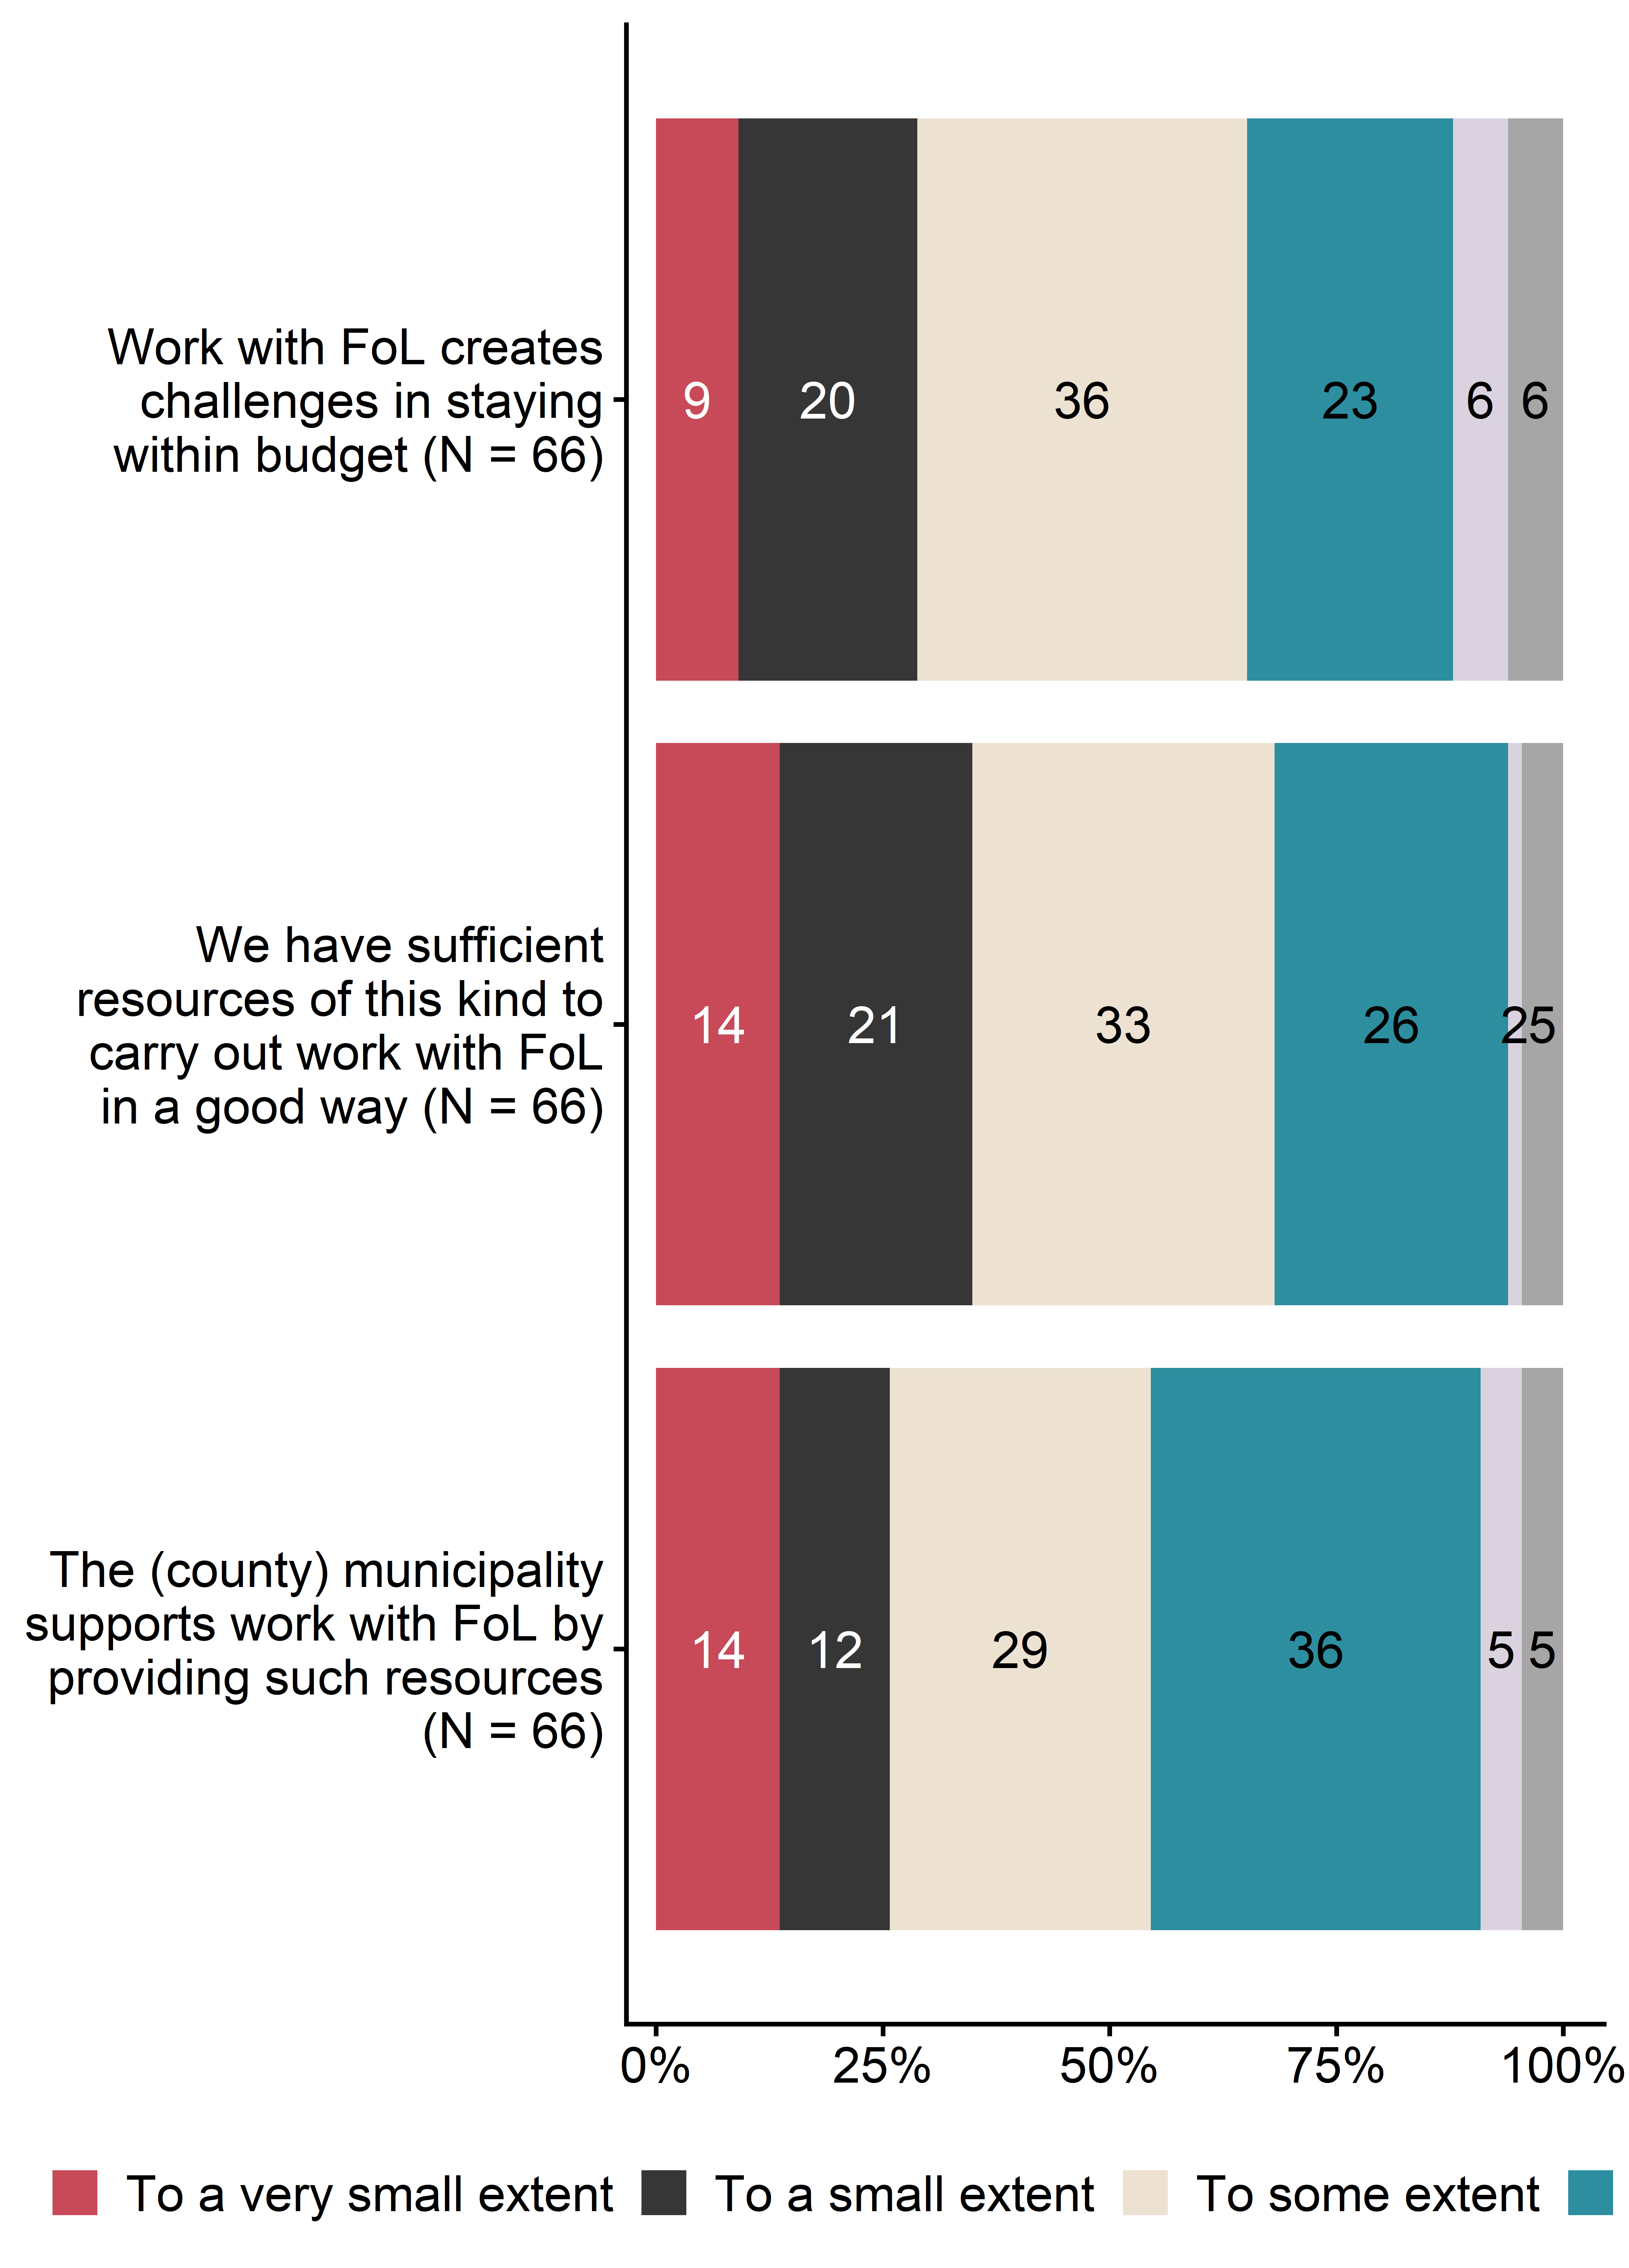 Work with FoL creates
challenges in staying
within budget (N = 66)
9 20 36 23 6 6
We have sufficient
resources of this kind to
carry out work with FoL
in a good way (N = 66)
14 21 33 26 2 5
The (county) municipality
supports work with FoL by
providing such resources
(N = 66)
14 12 29 36 5 5
0% 25% 50% 75% 100%
To a very small extent To a small extent To some extent